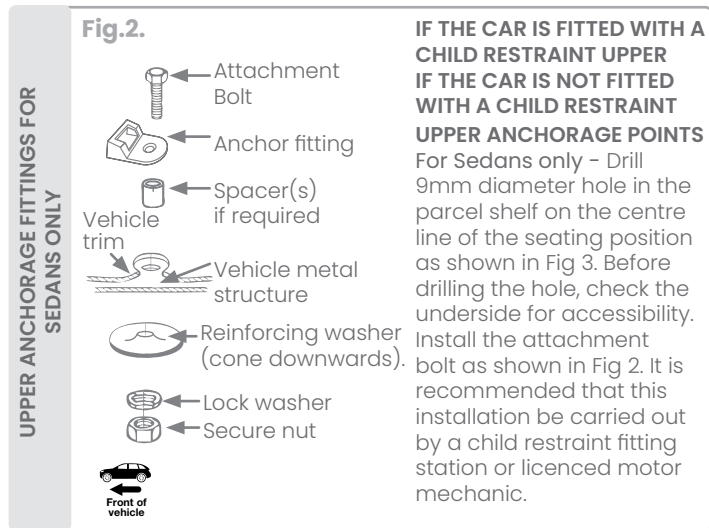 UPPER ANCHORAGE FITTINGS FOR
SEDANS ONLY
Fig.2.
Attachment
Bolt
Anchor fitting
Spacer(s)
if required
Vehicle
trim
Vehicle metal
structure
Reinforcing washer
(cone downwards).
Lock washer
Secure nut
Front of
vehicle
IF THE CAR IS FITTED WITH A
CHILD RESTRAINT UPPER
IF THE CAR IS NOT FITTED
WITH A CHILD RESTRAINT
UPPER ANCHORAGE POINTS
For Sedans only - Drill
9mm diameter hole in the
parcel shelf on the centre
line of the seating position
as shown in Fig 3. Before
drilling the hole, check the
underside for accessibility.
Install the attachment
bolt as shown in Fig 2. It is
recommended that this
installation be carried out
by a child restraint fitting
station or licenced motor
mechanic.